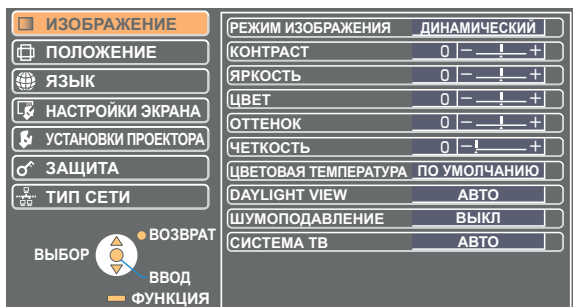 ИЗОБРАЖЕНИЕ
ПОЛОЖЕНИЕ
ЯЗЫК
НАСТРОЙКИ ЭКРАНА
УСТАНОВКИ ПРОЕКТОРА
ЗАЩИТА
ТИП СЕТИ
ВОЗВРАТ
ВЫБОР
ВВОД
ФУНКЦИЯ
РЕЖИМ ИЗОБРАЖЕНИЯ ДИНАМИЧЕСКИЙ
КОНТРАСТ 0 – +
ЯРКОСТЬ 0 – +
ЦВЕТ 0 – +
ОТТЕНОК 0 – +
ЧЕТКОСТЬ 0 – +
ЦВЕТОВАЯ ТЕМПЕРАТУРА ПО УМОЛЧАНИЮ
DAYLIGHT VIEW АВТО
ШУМОПОДАВЛЕНИЕ ВЫКЛ
СИСТЕМА ТВ АВТО